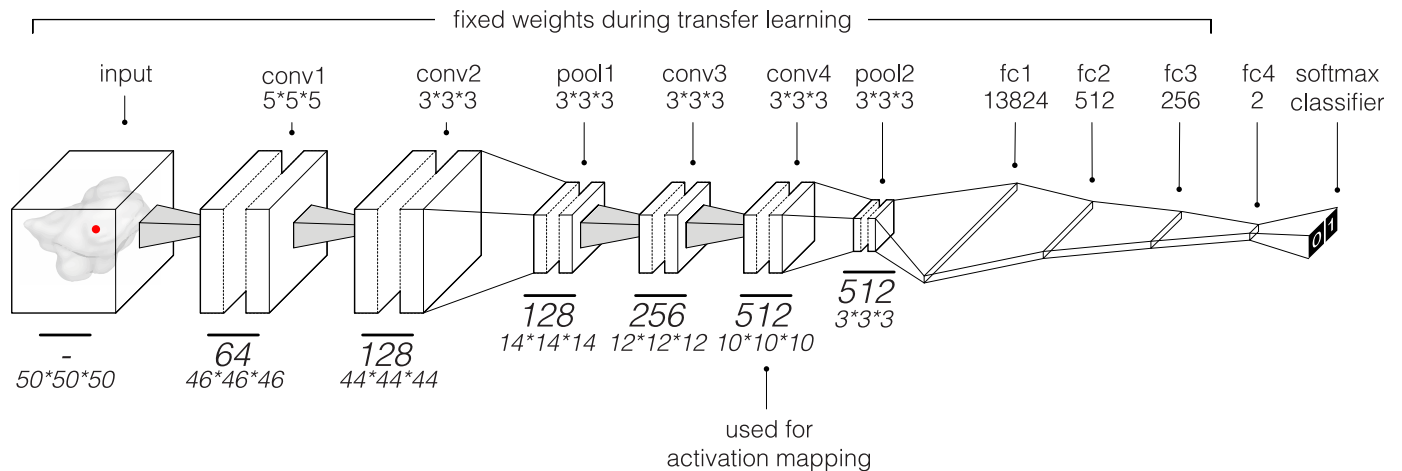 fixed weights during transfer learning
input
conv1
5*5*5
conv2
3*3*3
pool1
3*3*3
conv3
3*3*3
conv4
3*3*3
pool2
3*3*3
fc1
13824
fc2
512
fc3
256
fc4
2
softmax
classifier
0 1
-
50*50*50
64
46*46*46
128
44*44*44
128
14*14*14
256
12*12*12
512
10*10*10
512
3*3*3
used for
activation mapping